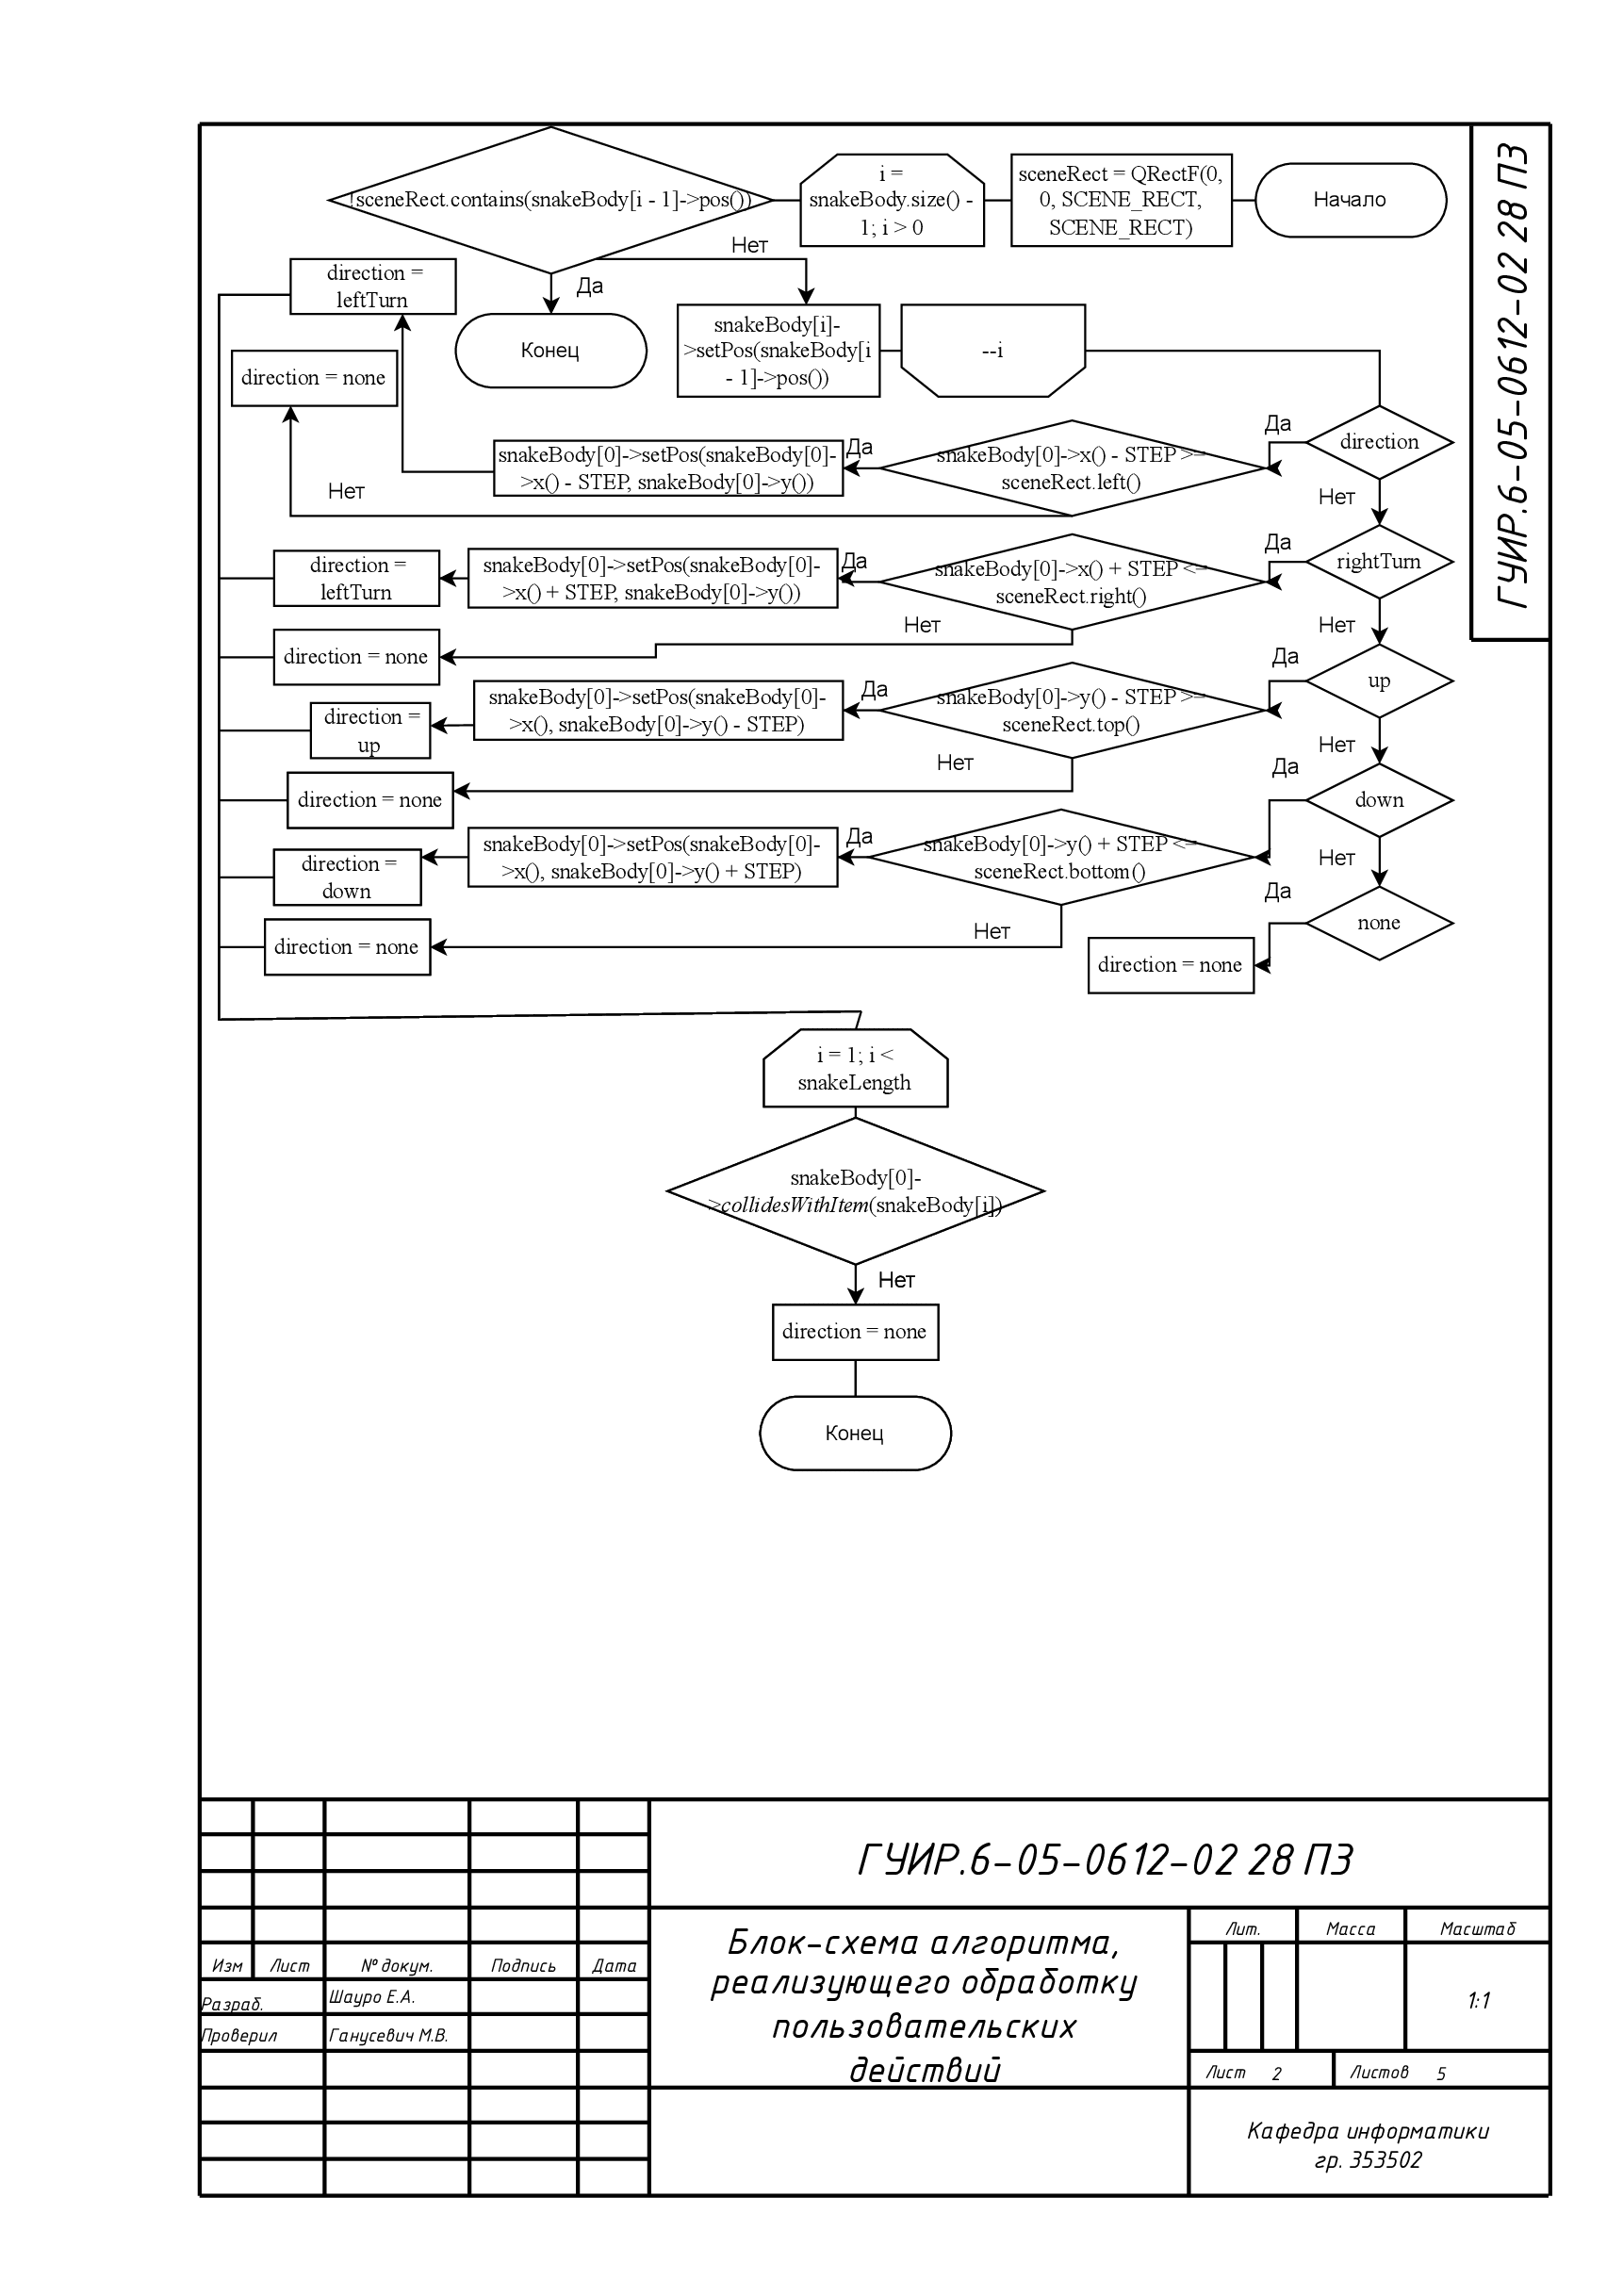 ГУИР.6-05-0612-02 28 ПЗ
!sceneRect.contains(snakeBody[i - 1]->pos())
i =
snakeBody.size() -
1; i > 0
sceneRect = QRectF(0,
0, SCENE_RECT,
SCENE_RECT)
Начало
Нет
Да
direction =
leftTurn
Конец
snakeBody[i]-
>setPos(snakeBody[i
- 1]->pos())
--i
direction = none
direction
Да
snakeBody[0]->x() - STEP >=
sceneRect.left()
Да
snakeBody[0]->setPos(snakeBody[0]-
>x() - STEP, snakeBody[0]->y())
Нет
Нет
rightTurn
Да
snakeBody[0]->x() + STEP <=
sceneRect.right()
Да
snakeBody[0]->setPos(snakeBody[0]-
>x() + STEP, snakeBody[0]->y())
direction =
leftTurn
Нет
Нет
direction = none
up
Да
snakeBody[0]->y() - STEP >=
sceneRect.top()
Да
snakeBody[0]->setPos(snakeBody[0]-
>x(), snakeBody[0]->y() - STEP)
direction =
up
Нет
Нет
direction = none
down
Да
snakeBody[0]->y() + STEP <=
sceneRect.bottom()
Да
snakeBody[0]->setPos(snakeBody[0]-
>x(), snakeBody[0]->y() + STEP)
direction =
down
Нет
Нет
direction = none
none
Да
direction = none
i = 1; i <
snakeLength
snakeBody[0]-
>collidesWithItem(snakeBody[i])
Нет
direction = none
Конец
ГУИР.6-05-0612-02 28 ПЗ
Изм Лист № докум. Подпись Дата
Разраб. Шауро Е.А.
Проверил Ганусевич М.В.
Блок-схема алгоритма,
реализующего обработку
пользовательских
действий
Лит. Масса Масштаб
1:1
Лист 2 Листов 5
Кафедра информатики
гр. 353502